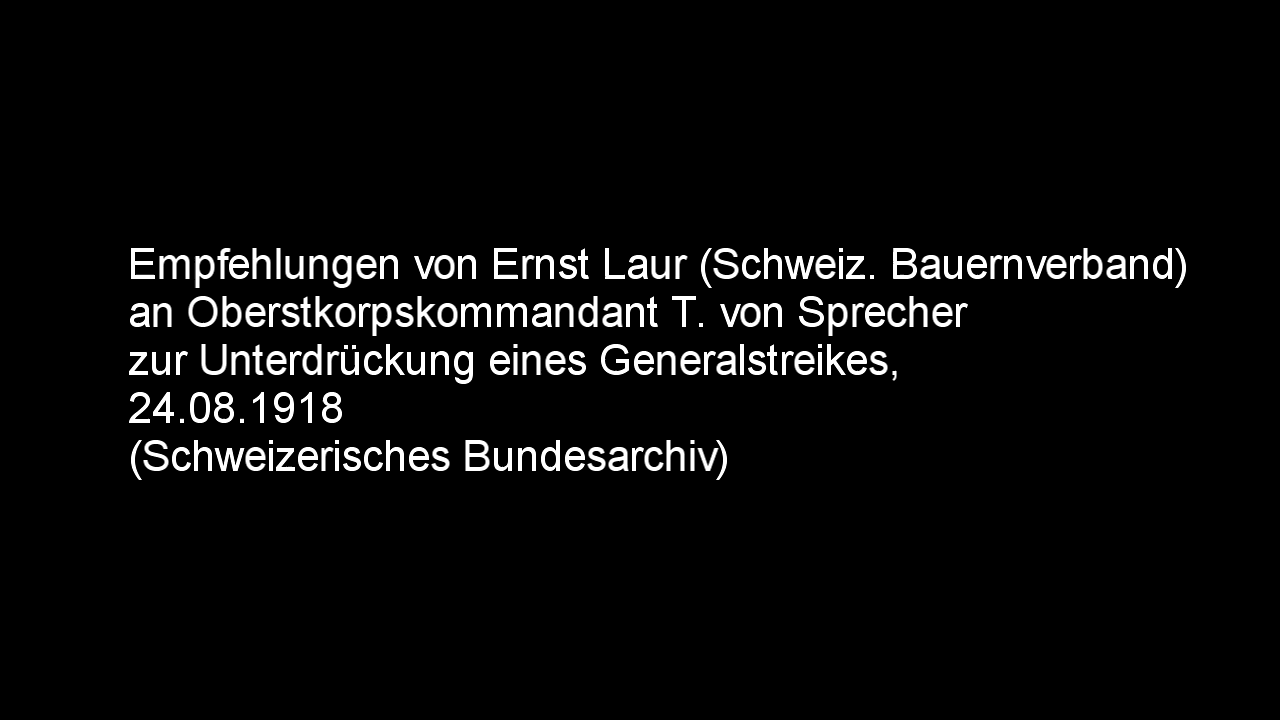 Empfehlungen von Ernst Laur (Schweiz. Bauernverband)
an Oberstkorpskommandant T. von Sprecher
zur Unterdrückung eines Generalstreikes,
24.08.1918
(Schweizerisches Bundesarchiv)